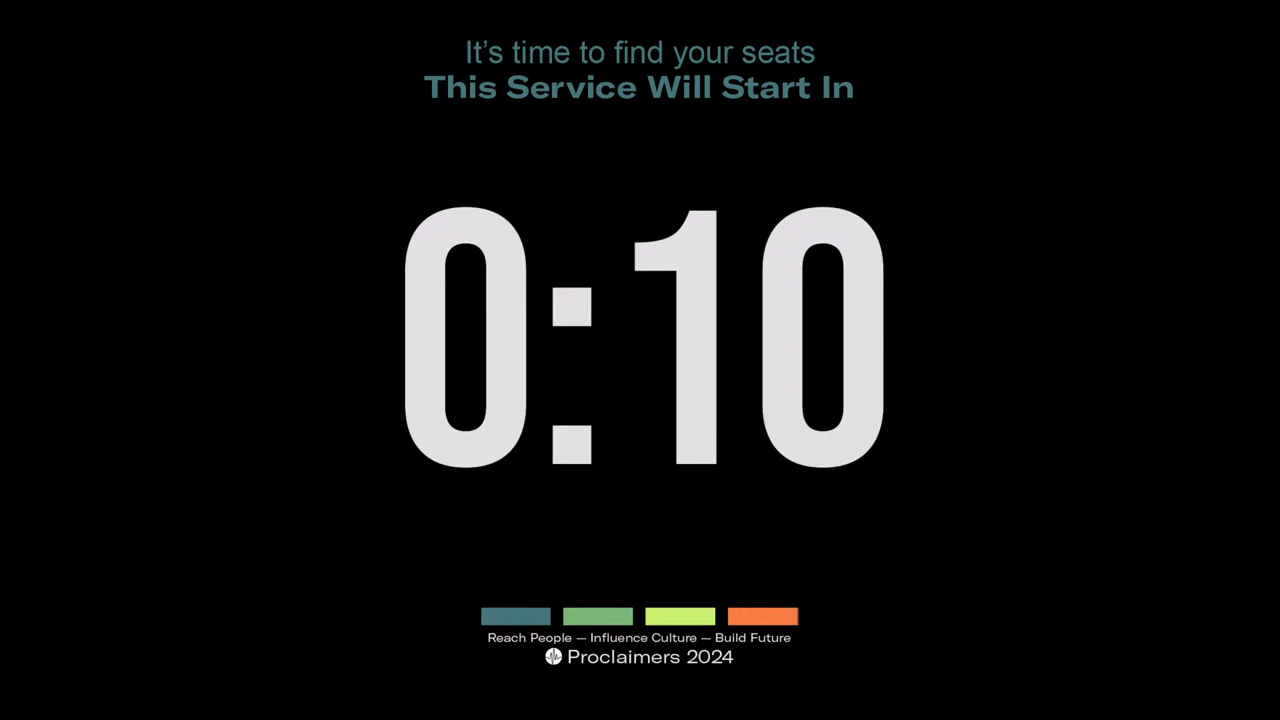 It's time to find your seats
This Service Will Start In
0:10
Reach People — Influence Culture — Build Future
Proclaimers 2024